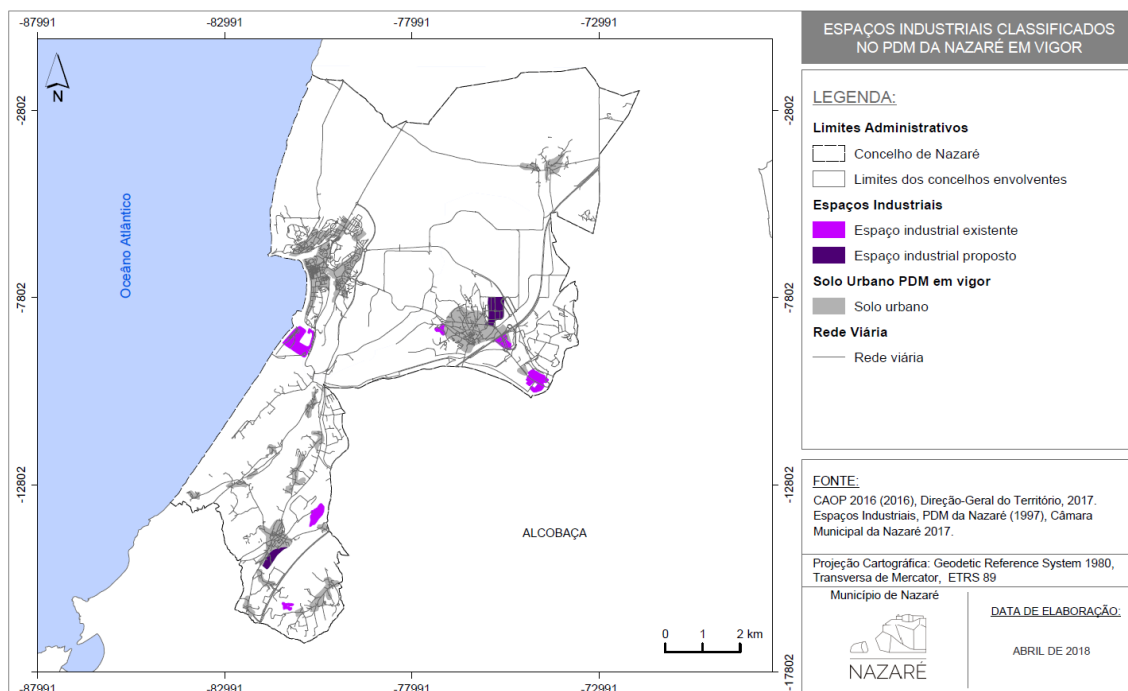 -87991
-82991
-77991
-72991
ESPAÇOS INDUSTRIAIS CLASSIFICADOS
NO PDM DA NAZARÉ EM VIGOR
N
-2802
-2802
LEGENDA:
Limites Administrativos
Concelho de Nazaré
Limites dos concelhos envolventes
Espaços Industriais
Espaço industrial existente
Espaço industrial proposto
Solo Urbano PDM em vigor
Solo urbano
Rede Viária
Rede viária
Oceâno Atlântico
-7802
-7802
-12802
-12802
ALCOBAÇA
FONTE:
CAOP 2016 (2016), Direção-Geral do Território, 2017.
Espaços Industriais, PDM da Nazaré (1997), Câmara
Municipal da Nazaré 2017.
Projeção Cartográfica: Geodetic Reference System 1980,
Transversa de Mercator, ETRS 89
Município de Nazaré
NAZARÉ
DATA DE ELABORAÇÃO:
ABRIL DE 2018
0 1 2 km
-17802
-87991
-82991
-77991
-72991